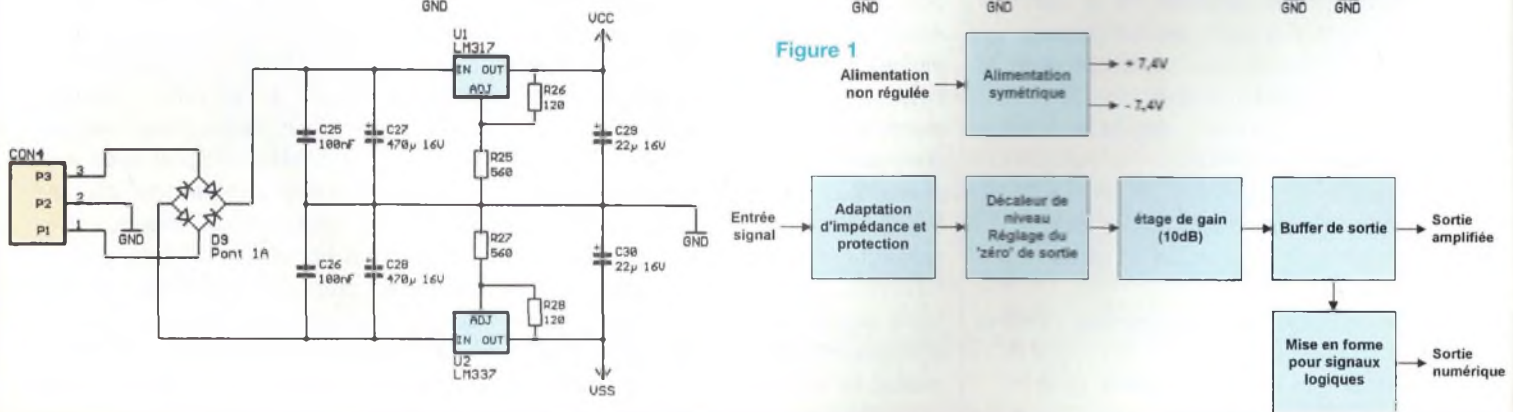 GND
VCC
U1
LM317
IN OUT
ADJ
R26
120
C25
100nF
C27
470µ 16V
C29
22µ 16V
R25
560
CON4
P3
3
P2
2
P1
1
GND
D9
Pont 1A
GND
R27
560
C26
100nF
C28
470µ 16V
C30
22µ 16V
R28
120
ADJ
IN OUT
U2
LM337
VSS
GND
GND
GND
GND
Figure 1
Alimentation
non régulée
Alimentation
symétrique
+ 7,4V
- 7,4V
Entrée
signal
Adaptation
d'impédance et
protection
Décaleur de
niveau
Réglage du
"zéro" de sortie
étage de gain
(10dB)
Buffer de sortie
Sortie
amplifiée
Mise en forme
pour signaux
logiques
Sortie
numérique